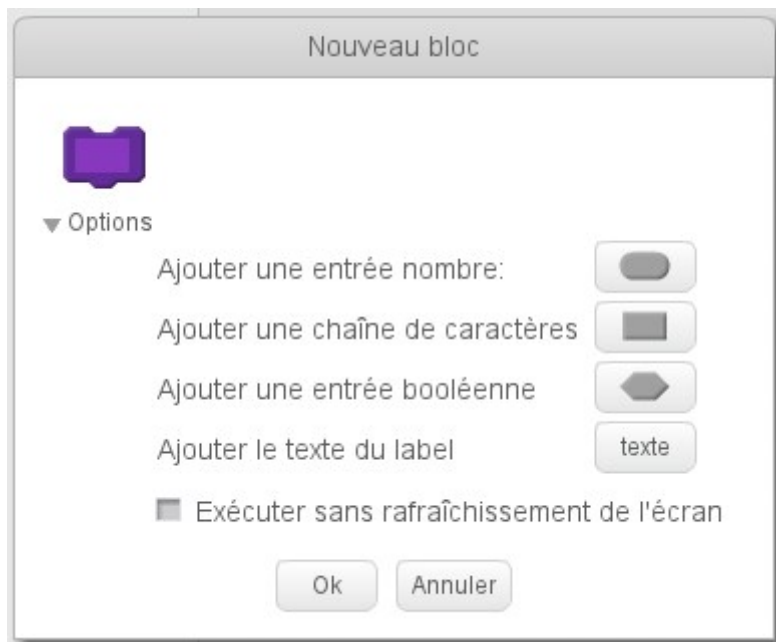 Nouveau bloc
Options
Ajouter une entrée nombre:
Ajouter une chaîne de caractères
Ajouter une entrée booléenne
Ajouter le texte du label texte
Exécuter sans rafraîchissement de l'écran
Ok Annuler